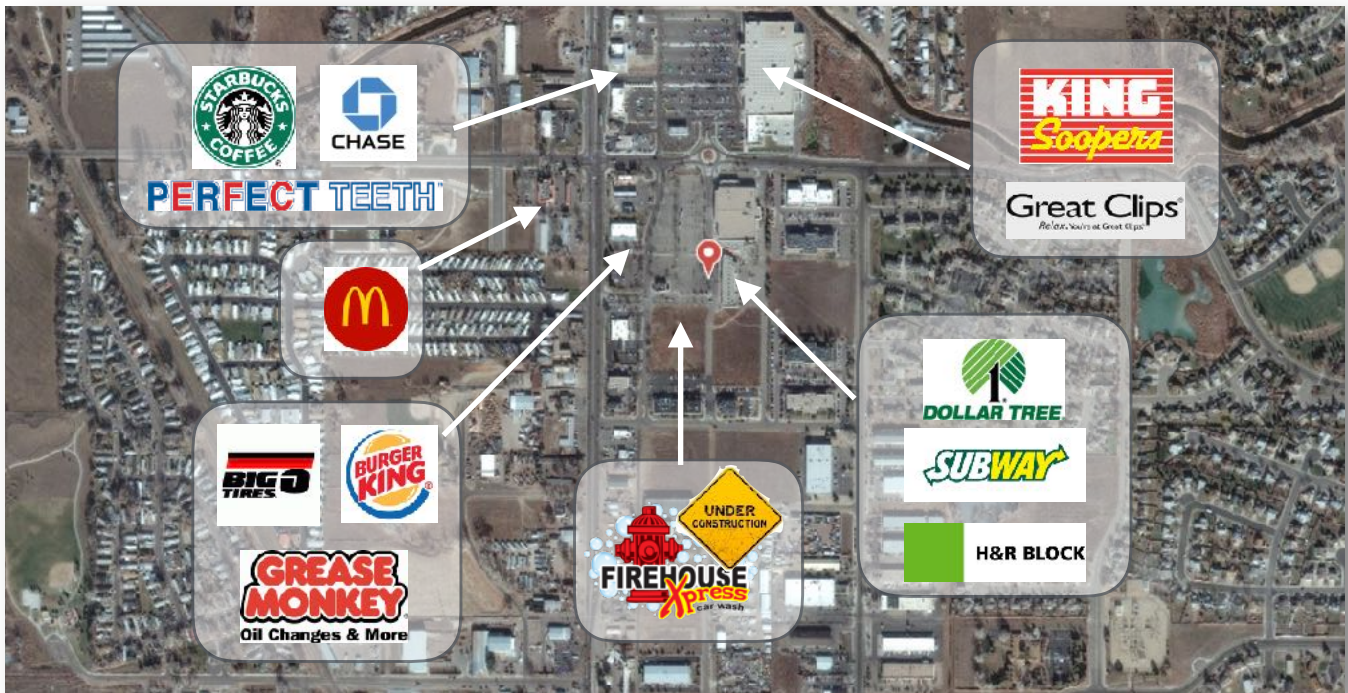 STARBUCKS
COFFEE
CHASE
PERFECT TEETH
KING
Soopers
Great Clips
Relax. You're at Great Clips.
BIG O
TIRES
BURGER
KING
GREASE
MONKEY
Oil Changes & More
UNDER
CONSTRUCTION
FIREHOUSE
Xpress
car wash
1
DOLLAR TREE
SUBWAY
H&R BLOCK